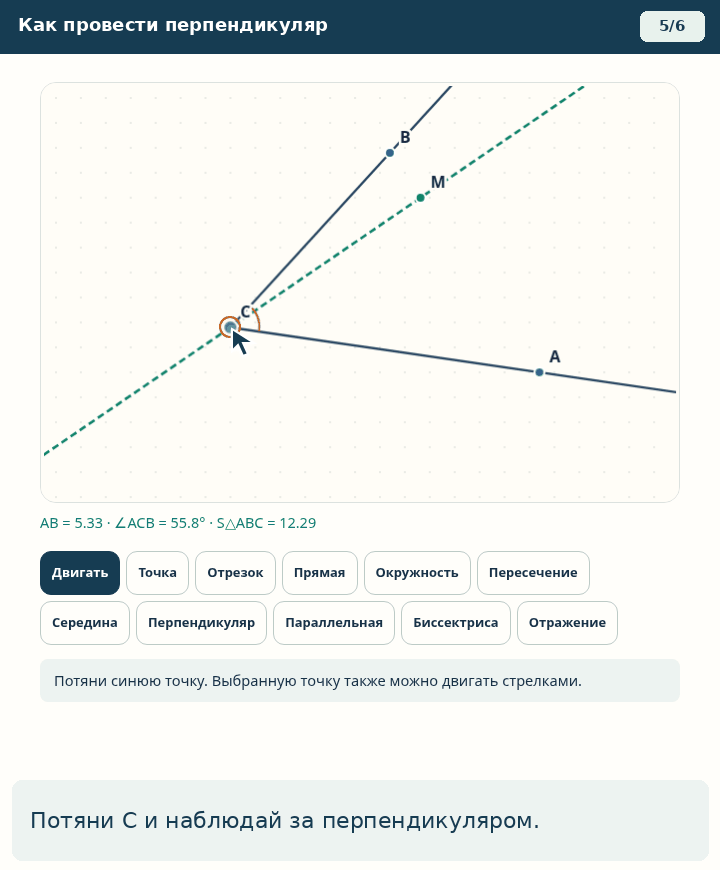 Как провести перпендикуляр
5/6
B
M
C
A
AB = 5.33 · ∠ACB = 55.8° · S△ABC = 12.29
Двигать Точка Отрезок Прямая Окружность Пересечение
Середина Перпендикуляр Параллельная Биссектриса Отражение
Потяни синюю точку. Выбранную точку также можно двигать стрелками.
Потяни C и наблюдай за перпендикуляром.